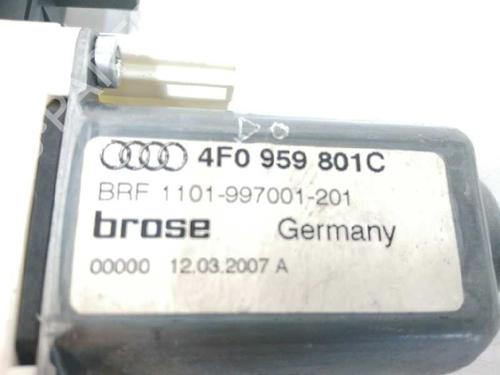 4F0 959 801C
BRF 1101-997001-201
brose Germany
00000 12.03.2007 A